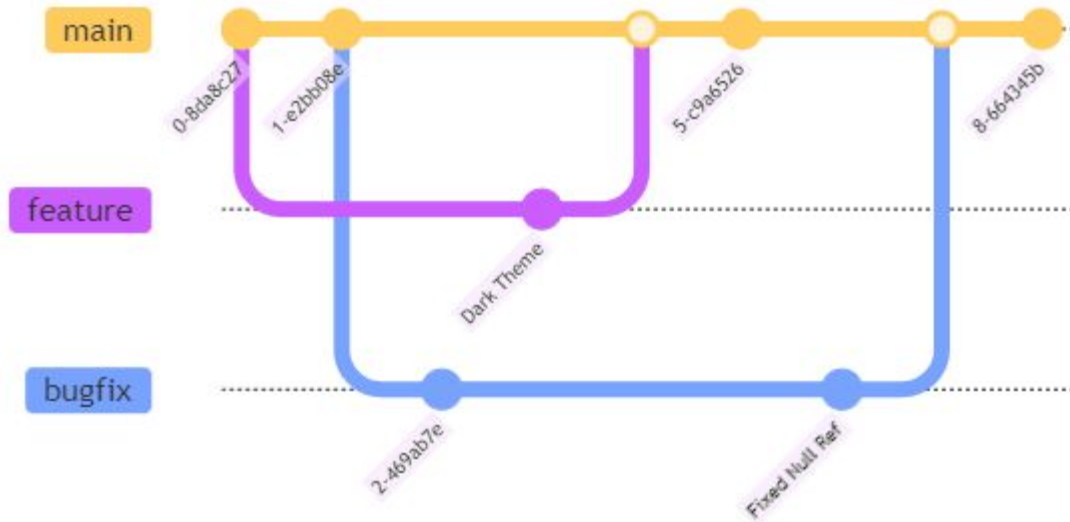 main
0-8da8c27
1-e2bb08e
5-c9a6526
8-664345b
feature
Dark Theme
bugfix
2-469ab7e
Fixed Null Ref